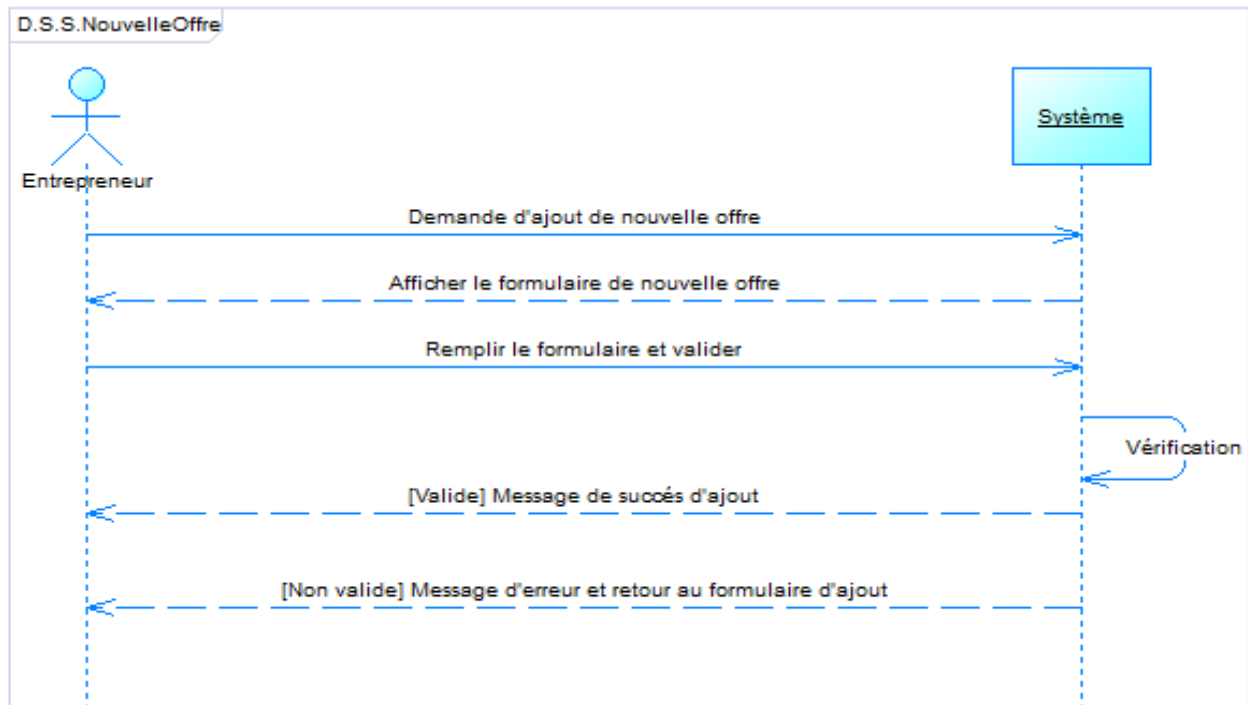 D.S.S.NouvelleOffre
Système
Entrepreneur
Demande d'ajout de nouvelle offre
Afficher le formulaire de nouvelle offre
Remplir le formulaire et valider
Vérification
[Valide] Message de succés d'ajout
[Non valide] Message d'erreur et retour au formulaire d'ajout